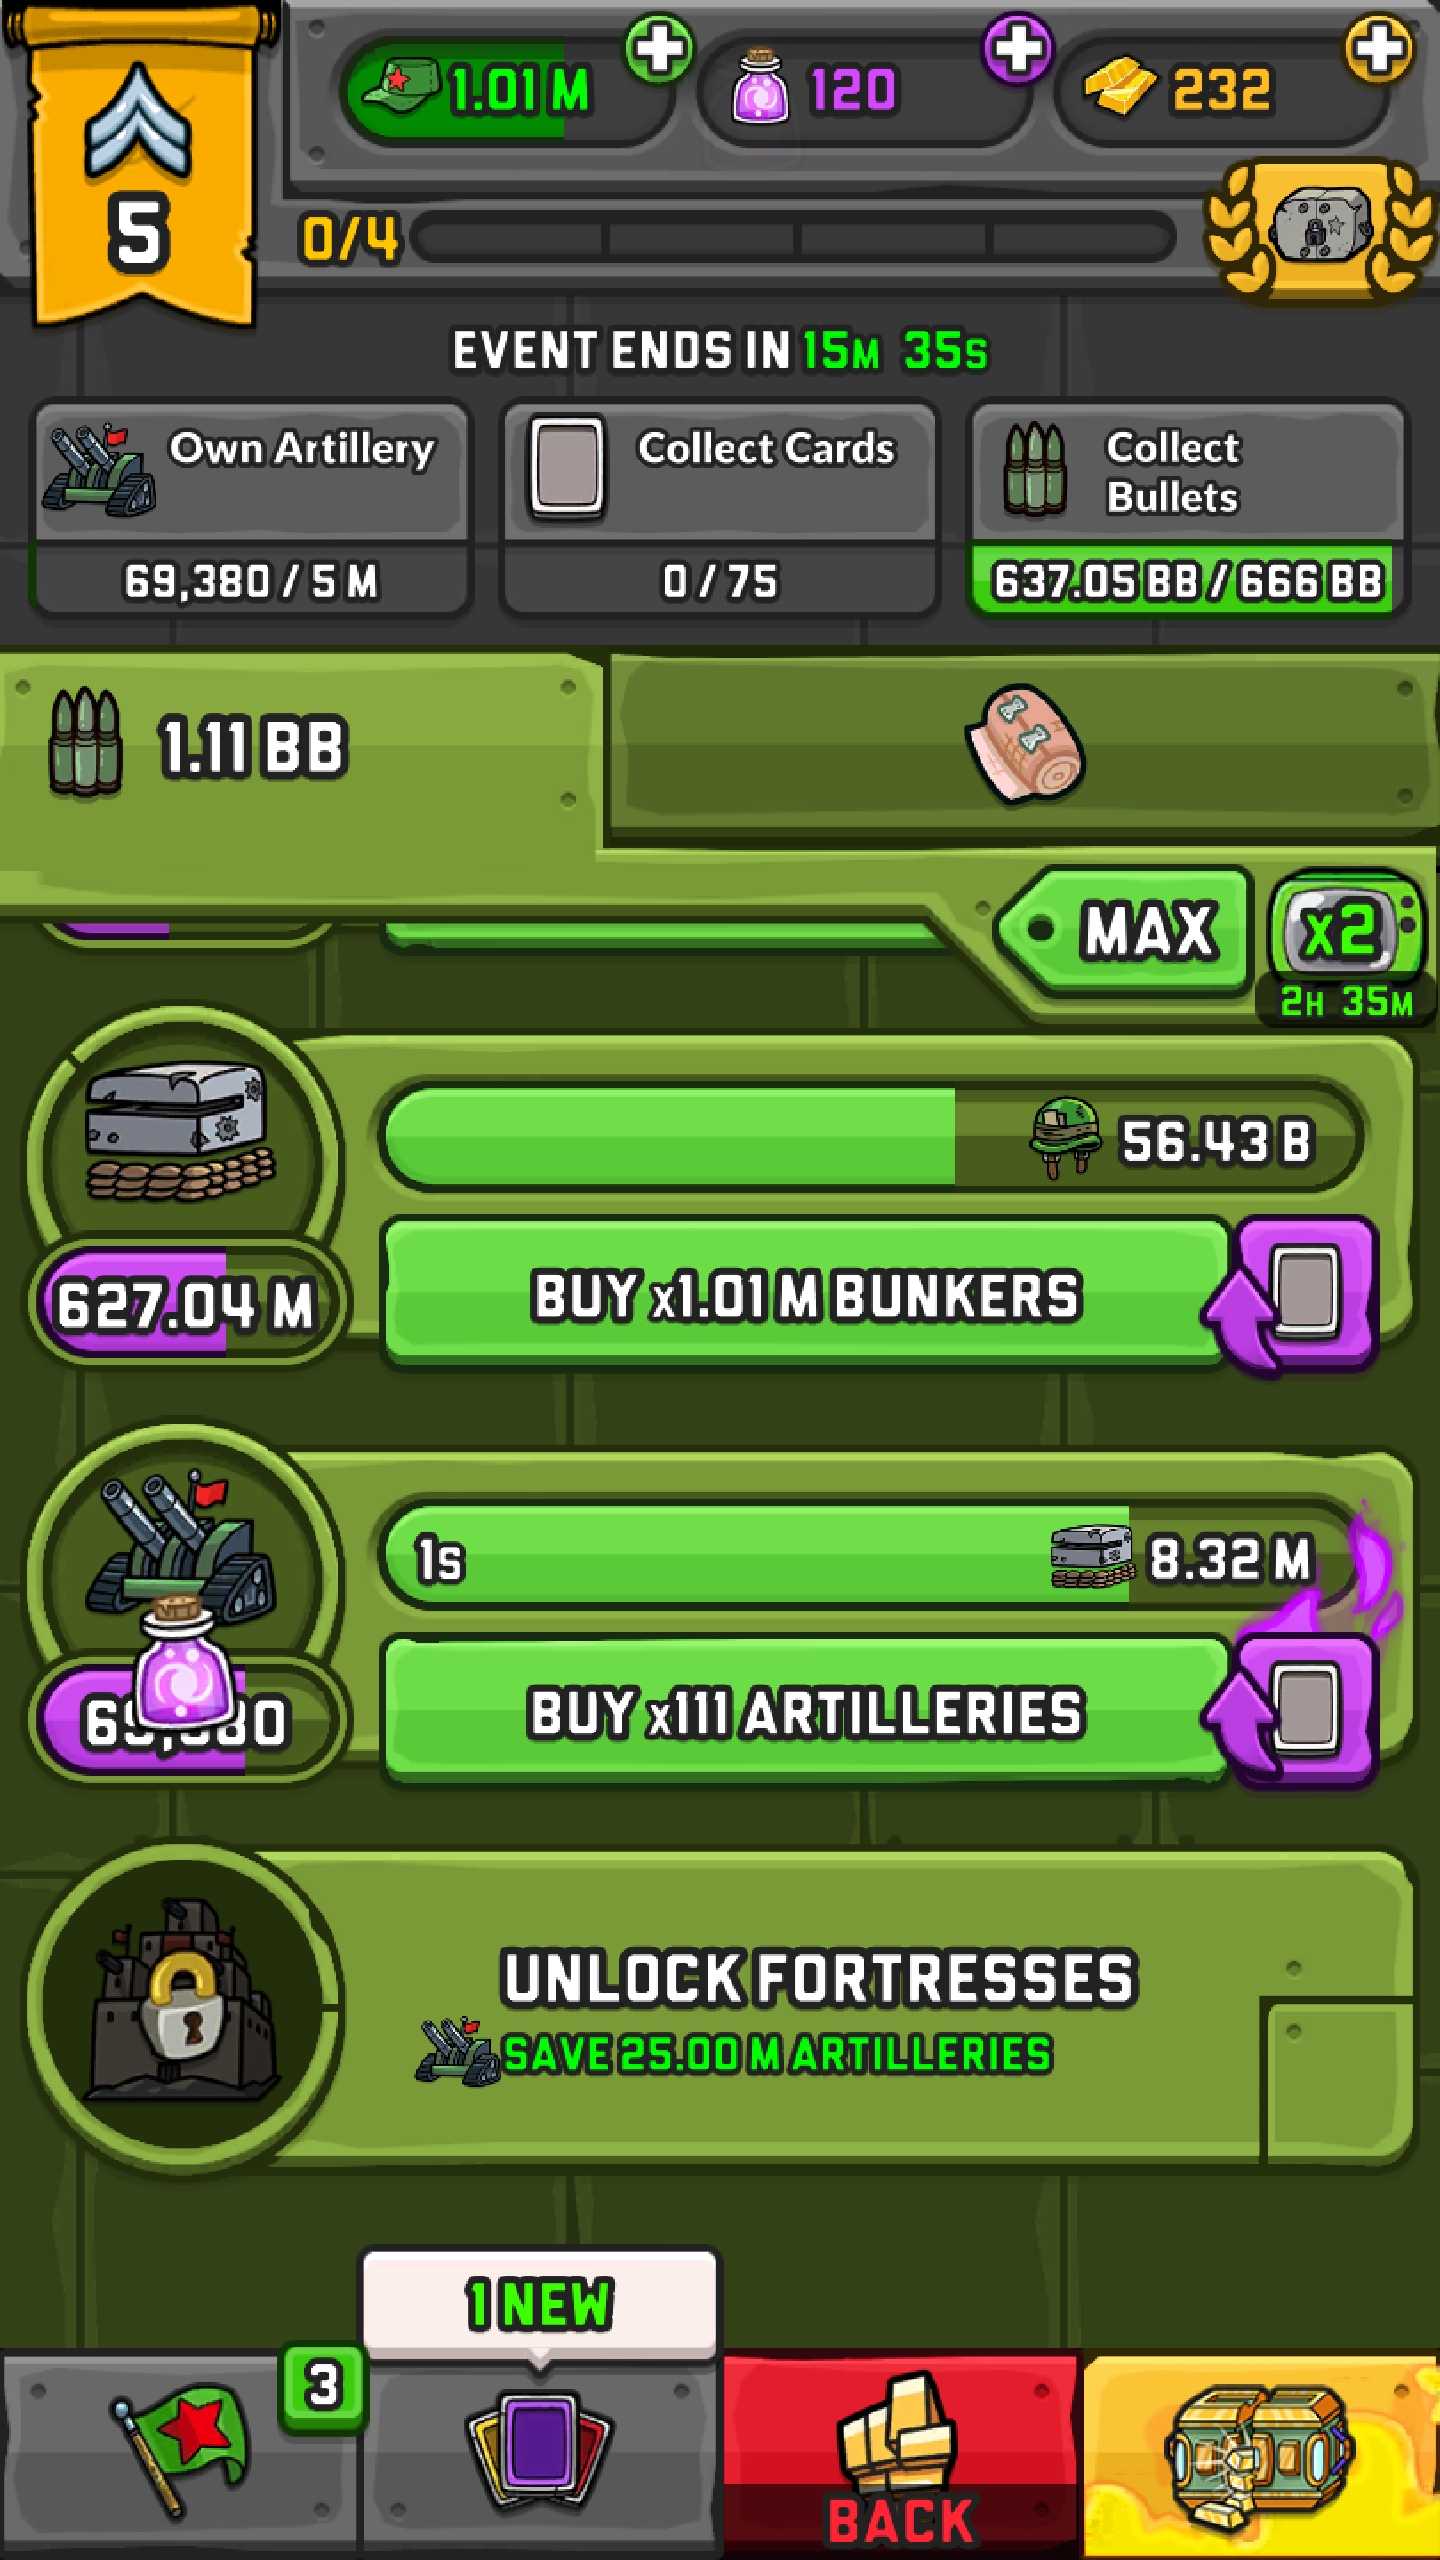 1.01 M
120
232
5
0/4
EVENT ENDS IN 15M 35S
Own Artillery
69,380 / 5 M
Collect Cards
0 / 75
Collect
Bullets
637.05 BB / 666 BB
1.11 BB
MAX
x2
2H 35M
56.43 B
627.04 M
BUY x1.01 M BUNKERS
1s
8.32 M
69,380
BUY x111 ARTILLERIES
UNLOCK FORTRESSES
SAVE 25.00 M ARTILLERIES
1 NEW
3
BACK